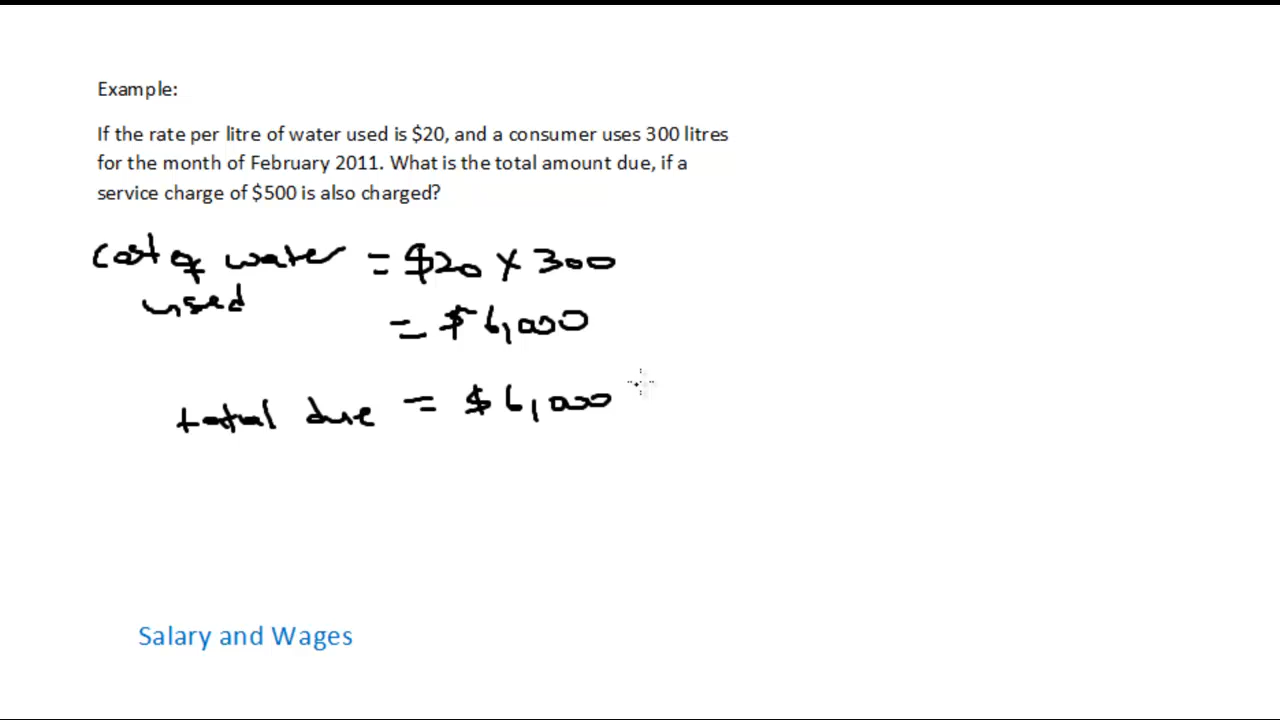 Example:
If the rate per litre of water used is $20, and a consumer uses 300 litres
for the month of February 2011. What is the total amount due, if a
service charge of $500 is also charged?
Cost of water = $20 × 300
used
= $6,000
total due = $6,000
Salary and Wages